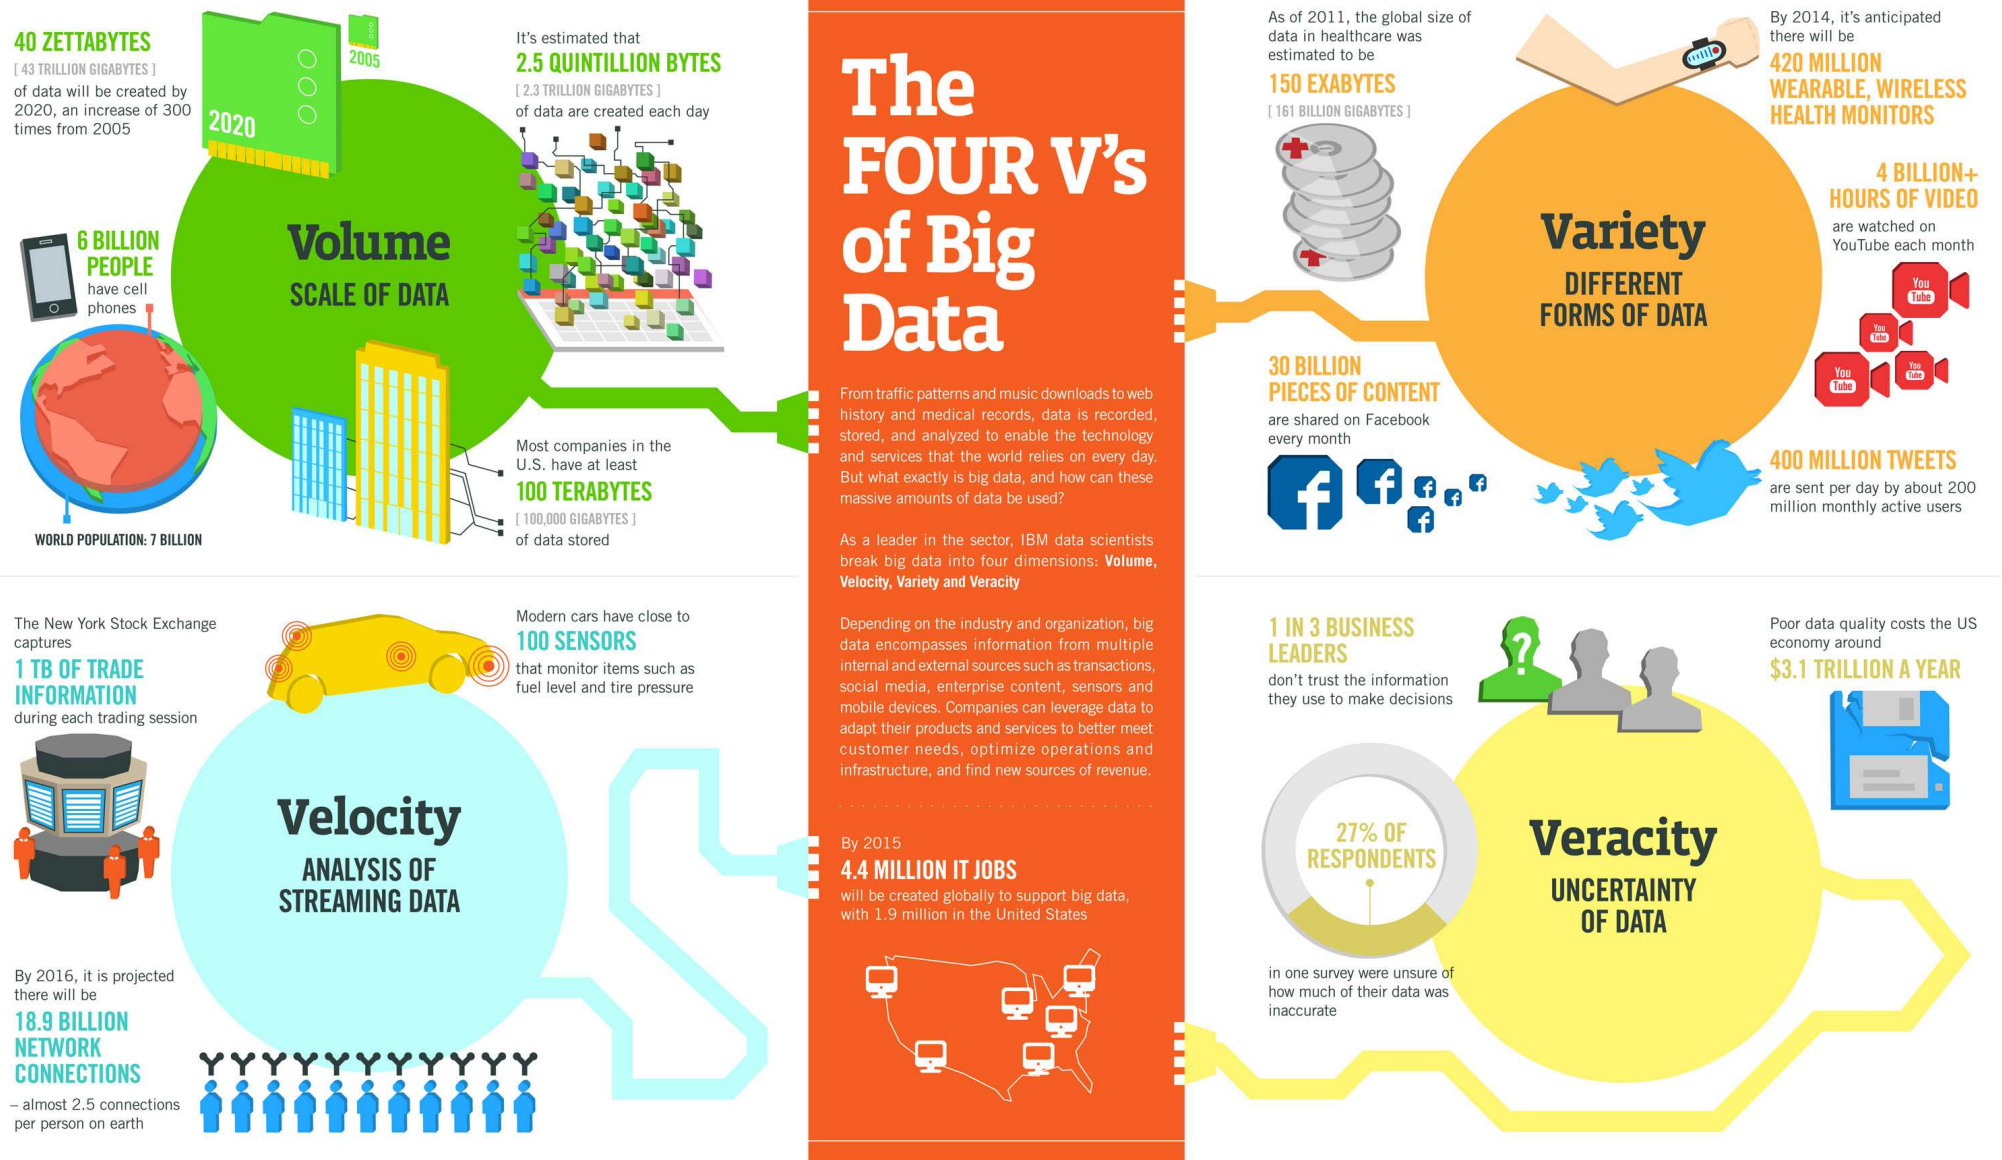 40 ZETTABYTES
[ 43 TRILLION GIGABYTES ]
of data will be created by
2020, an increase of 300
times from 2005
2020
2005
It's estimated that
2.5 QUINTILLION BYTES
[ 2.3 TRILLION GIGABYTES ]
of data are created each day
6 BILLION
PEOPLE
have cell
phones
Volume
SCALE OF DATA
WORLD POPULATION: 7 BILLION
Most companies in the
U.S. have at least
100 TERABYTES
[ 100,000 GIGABYTES ]
of data stored
The New York Stock Exchange
captures
1 TB OF TRADE
INFORMATION
during each trading session
Modern cars have close to
100 SENSORS
that monitor items such as
fuel level and tire pressure
Velocity
ANALYSIS OF
STREAMING DATA
By 2016, it is projected
there will be
18.9 BILLION
NETWORK
CONNECTIONS
– almost 2.5 connections
per person on earth
The
FOUR V's
of Big
Data
From traffic patterns and music downloads to web
history and medical records, data is recorded,
stored, and analyzed to enable the technology
and services that the world relies on every day.
But what exactly is big data, and how can these
massive amounts of data be used?
As a leader in the sector, IBM data scientists
break big data into four dimensions: Volume,
Velocity, Variety and Veracity
Depending on the industry and organization, big
data encompasses information from multiple
internal and external sources such as transactions,
social media, enterprise content, sensors and
mobile devices. Companies can leverage data to
adapt their products and services to better meet
customer needs, optimize operations and
infrastructure, and find new sources of revenue.
By 2015
4.4 MILLION IT JOBS
will be created globally to support big data,
with 1.9 million in the United States
As of 2011, the global size of
data in healthcare was
estimated to be
150 EXABYTES
[ 161 BILLION GIGABYTES ]
By 2014, it's anticipated
there will be
420 MILLION
WEARABLE, WIRELESS
HEALTH MONITORS
Variety
DIFFERENT
FORMS OF DATA
4 BILLION+
HOURS OF VIDEO
are watched on
YouTube each month
You
Tube
You
Tube
You
Tube
You
Tube
30 BILLION
PIECES OF CONTENT
are shared on Facebook
every month
f
f
f
f
f
f
400 MILLION TWEETS
are sent per day by about 200
million monthly active users
1 IN 3 BUSINESS
LEADERS
don't trust the information
they use to make decisions
?
Poor data quality costs the US
economy around
$3.1 TRILLION A YEAR
27% OF
RESPONDENTS
in one survey were unsure of
how much of their data was
inaccurate
Veracity
UNCERTAINTY
OF DATA